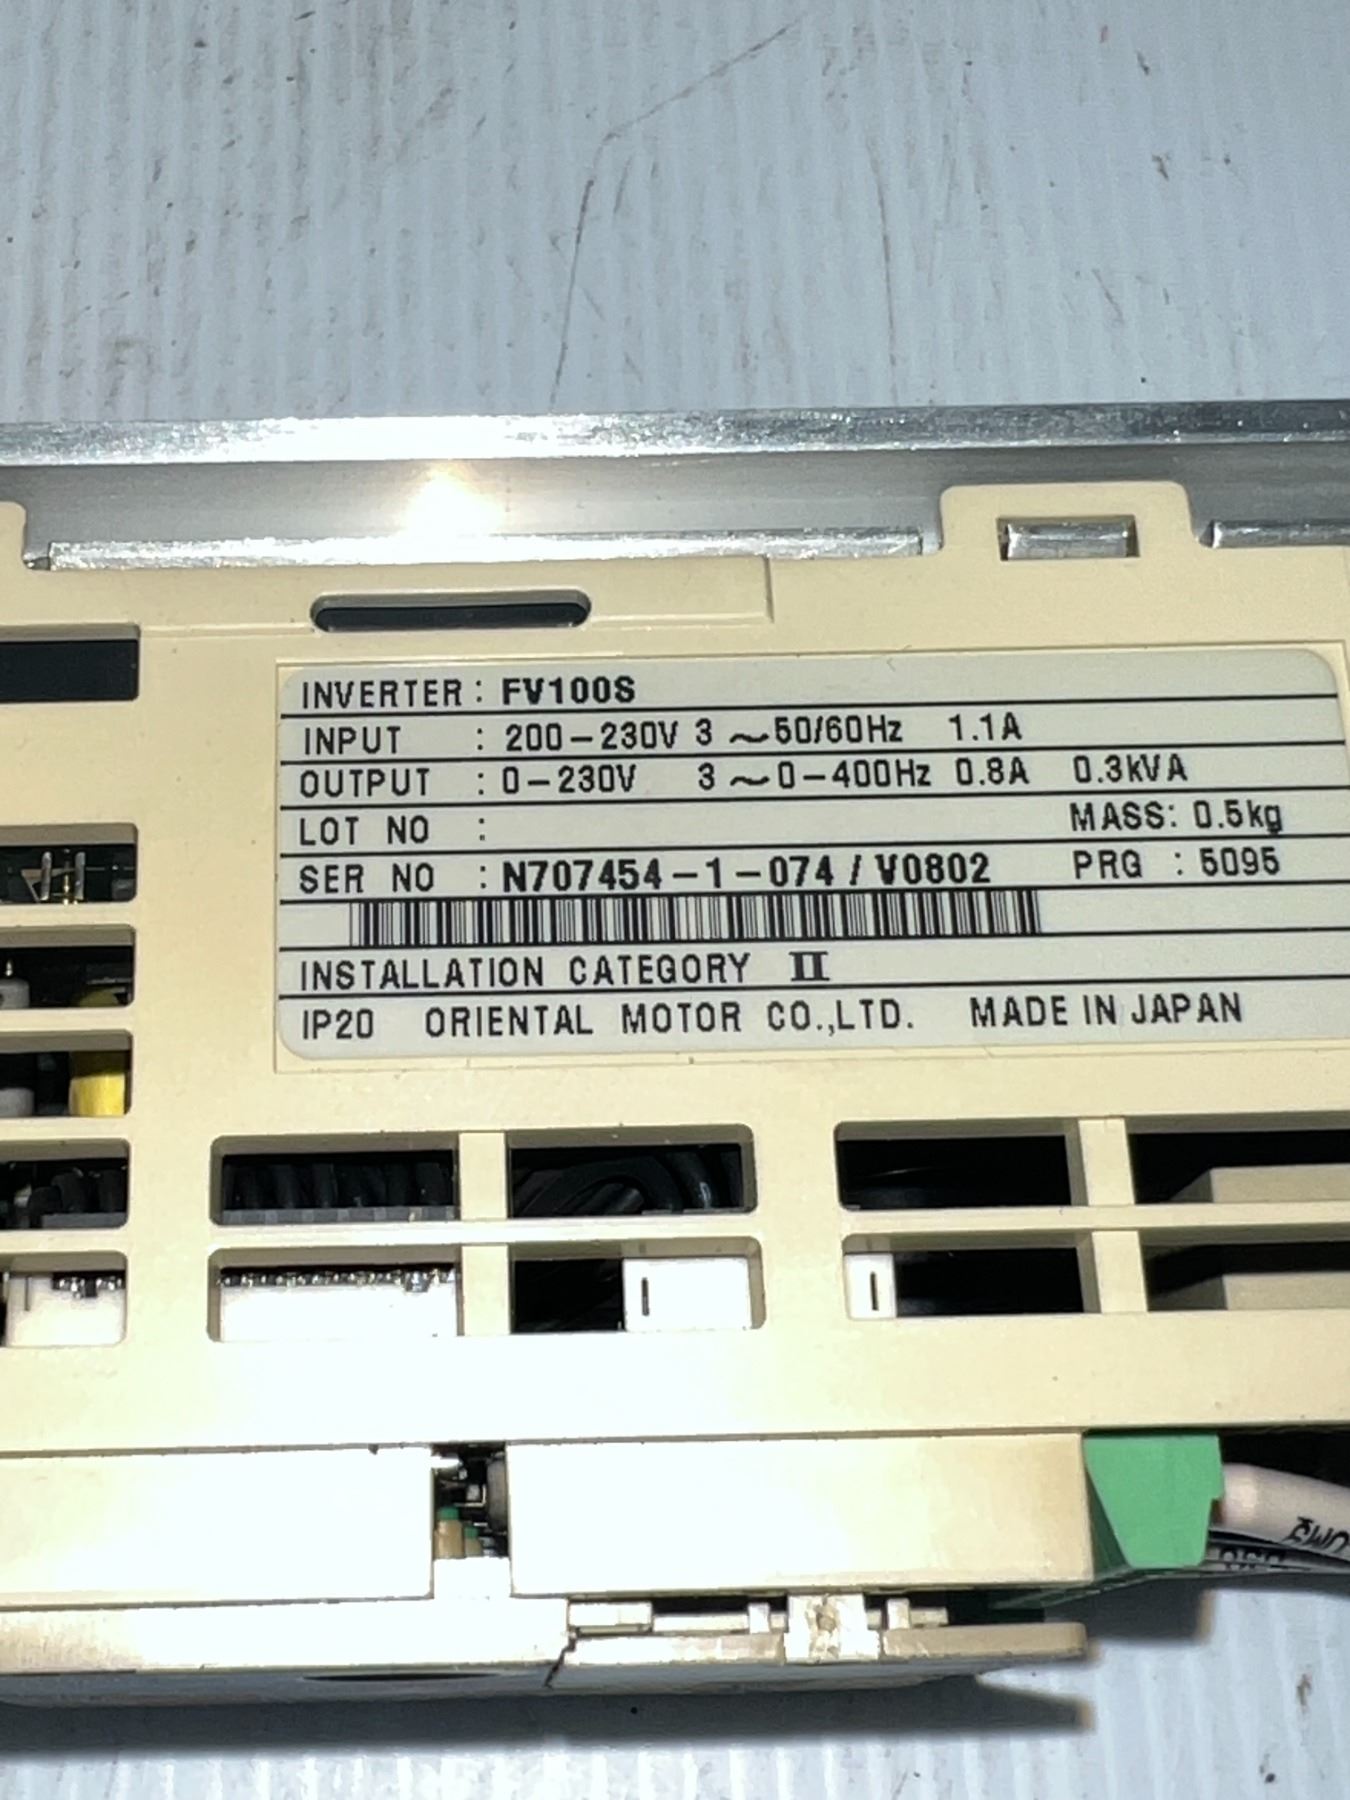 INVERTER: FV100S
INPUT : 200-230V 3 ~50/60Hz 1.1A
OUTPUT : 0-230V 3 ~0-400Hz 0.8A 0.3kVA
LOT NO : MASS: 0.5kg
SER NO : N707454-1-074 / V0802 PRG : 5095
INSTALLATION CATEGORY II
IP20 ORIENTAL MOTOR CO.,LTD. MADE IN JAPAN